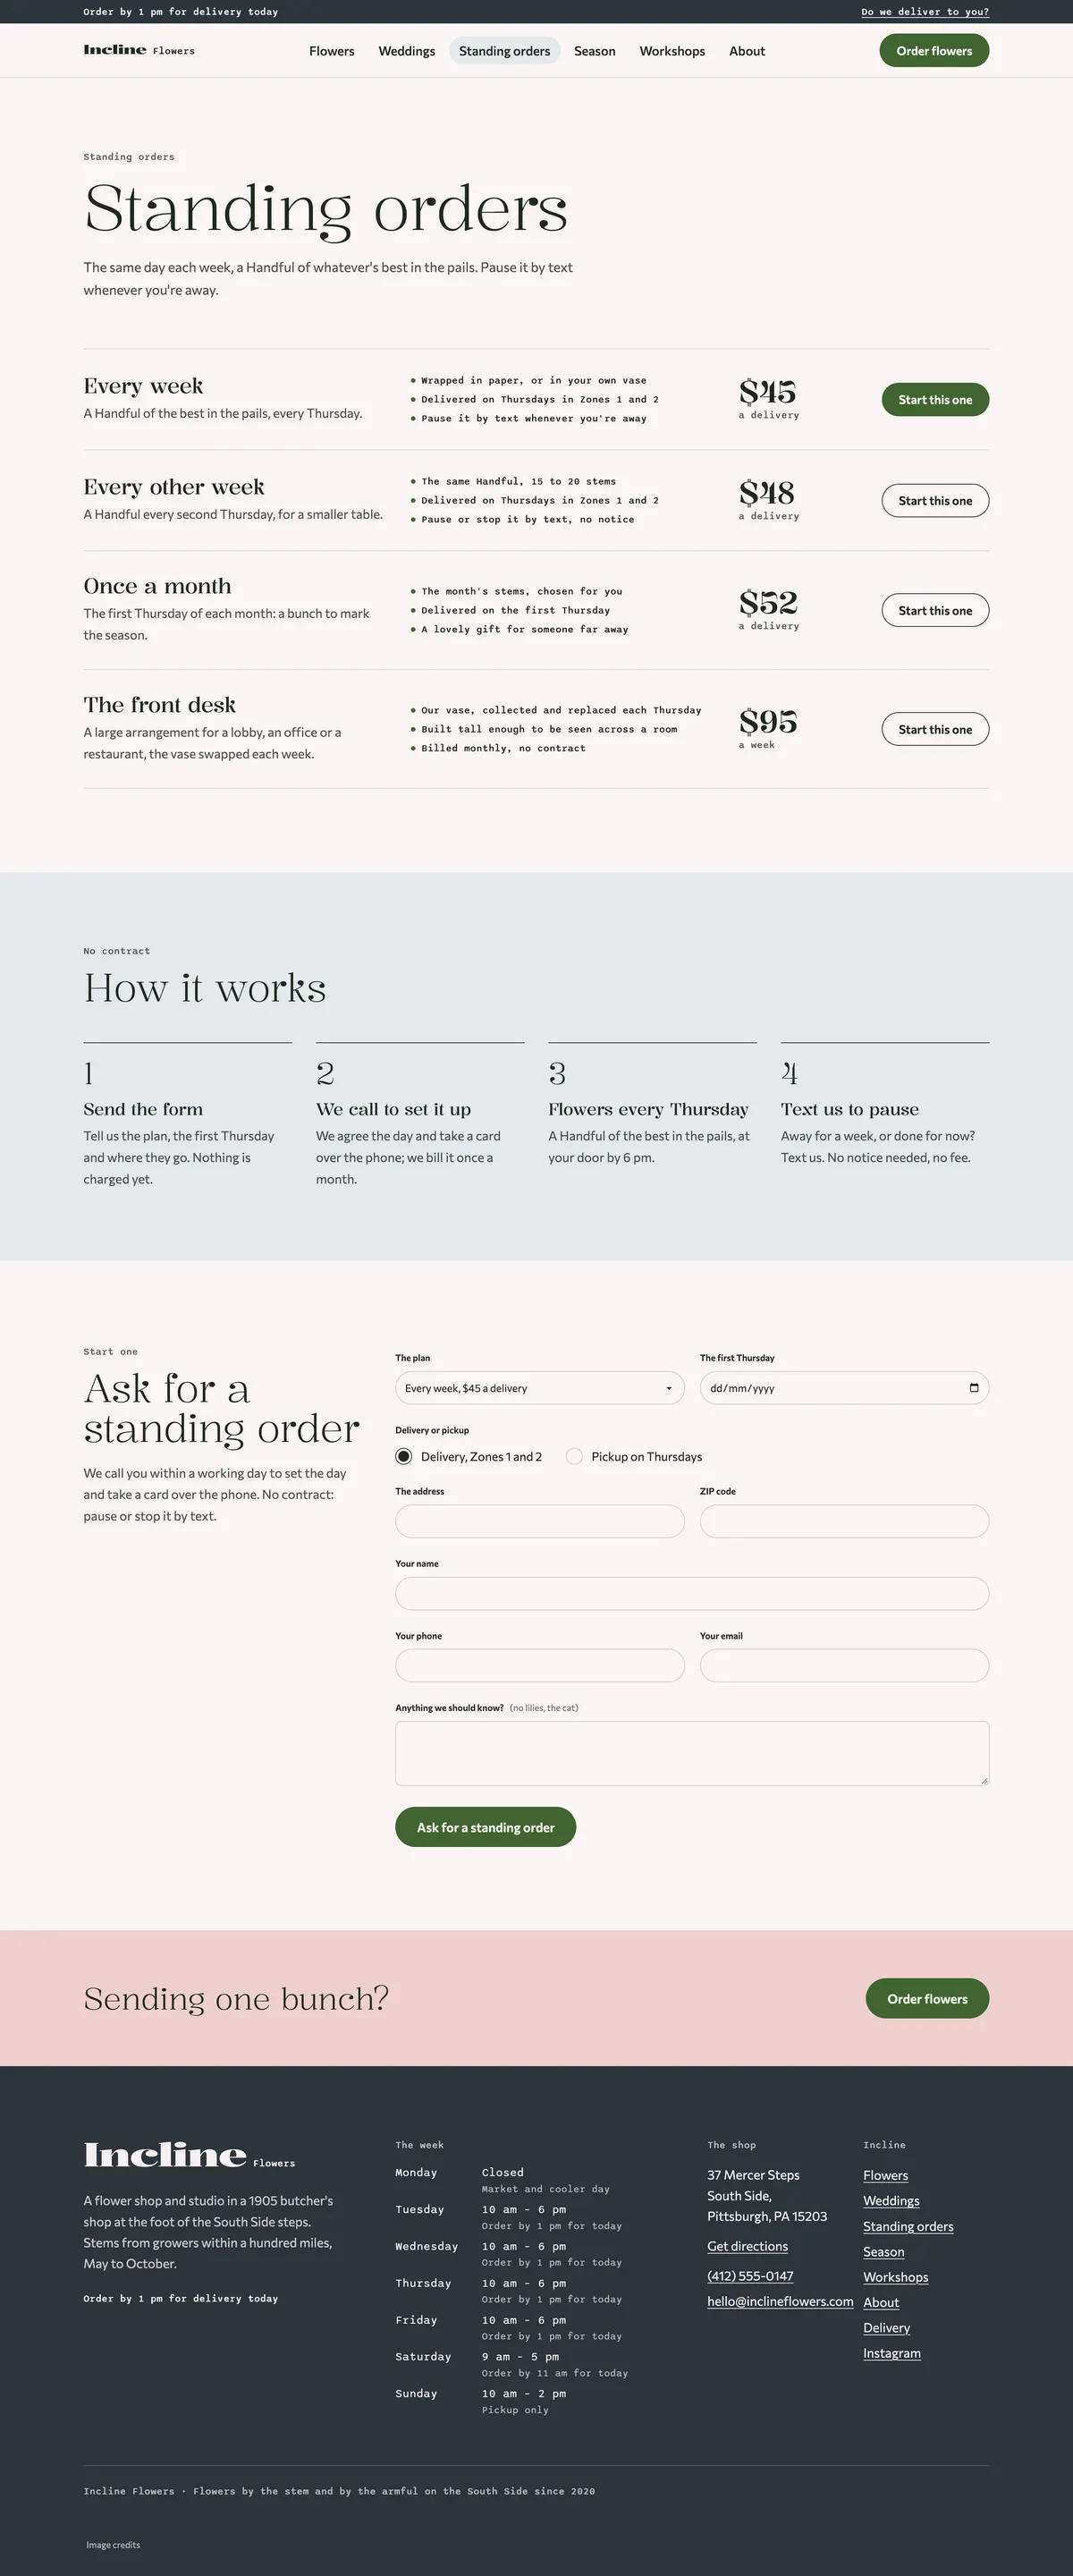 Order by 1 pm for delivery today
Do we deliver to you?
Incline Flowers
Flowers
Weddings
Standing orders
Season
Workshops
About
Order flowers
Standing orders
Standing orders
The same day each week, a Handful of whatever's best in the pails. Pause it by text
whenever you're away.
Every week
A Handful of the best in the pails, every Thursday.
Wrapped in paper, or in your own vase
Delivered on Thursdays in Zones 1 and 2
Pause it by text whenever you're away
$45
a delivery
Start this one
Every other week
A Handful every second Thursday, for a smaller table.
The same Handful, 15 to 20 stems
Delivered on Thursdays in Zones 1 and 2
Pause or stop it by text, no notice
$48
a delivery
Start this one
Once a month
The first Thursday of each month: a bunch to mark
the season.
The month's stems, chosen for you
Delivered on the first Thursday
A lovely gift for someone far away
$52
a delivery
Start this one
The front desk
A large arrangement for a lobby, an office or a
restaurant, the vase swapped each week.
Our vase, collected and replaced each Thursday
Built tall enough to be seen across a room
Billed monthly, no contract
$95
a week
Start this one
No contract
How it works
1
Send the form
Tell us the plan, the first Thursday
and where they go. Nothing is
charged yet.
2
We call to set it up
We agree the day and take a card
over the phone; we bill it once a
month.
3
Flowers every Thursday
A Handful of the best in the pails, at
your door by 6 pm.
4
Text us to pause
Away for a week, or done for now?
Text us. No notice needed, no fee.
Start one
Ask for a
standing order
We call you within a working day to set the day
and take a card over the phone. No contract:
pause or stop it by text.
The plan
Every week, $45 a delivery
The first Thursday
dd/mm/yyyy
Delivery or pickup
Delivery, Zones 1 and 2
Pickup on Thursdays
The address
ZIP code
Your name
Your phone
Your email
Anything we should know? (no lilies, the cat)
Ask for a standing order
Sending one bunch?
Order flowers
Incline Flowers
A flower shop and studio in a 1905 butcher's
shop at the foot of the South Side steps.
Stems from growers within a hundred miles,
May to October.
Order by 1 pm for delivery today
The week
Monday Closed
Market and cooler day
Tuesday 10 am - 6 pm
Order by 1 pm for today
Wednesday 10 am - 6 pm
Order by 1 pm for today
Thursday 10 am - 6 pm
Order by 1 pm for today
Friday 10 am - 6 pm
Order by 1 pm for today
Saturday 9 am - 5 pm
Order by 11 am for today
Sunday 10 am - 2 pm
Pickup only
The shop
37 Mercer Steps
South Side,
Pittsburgh, PA 15203
Get directions
(412) 555-0147
hello@inclineflowers.com
Incline
Flowers
Weddings
Standing orders
Season
Workshops
About
Delivery
Instagram
Incline Flowers · Flowers by the stem and by the armful on the South Side since 2020
Image credits